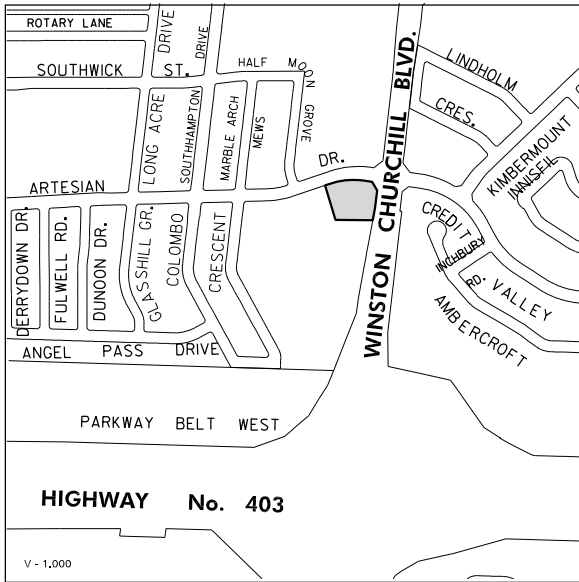 ROTARY LANE
DRIVE
DRIVE
SOUTHWICK ST.
HALF MOON GROVE
WINSTON CHURCHILL BLVD.
LINDHOLM
CRES.
KIMBERMOUNT
INNISFIL
LONG ACRE
SOUTHHAMPTON
MARBLE ARCH
MEWS
ARTESIAN DR.
DERRYDOWN DR.
FULWELL RD.
DUNOON DR.
GLASSHILL GR.
COLOMBO
CRESCENT
CREDIT VALLEY
INCHBURY
RD.
AMBERCROFT
ANGEL PASS DRIVE
PARKWAY BELT WEST
HIGHWAY No. 403
V - 1.000